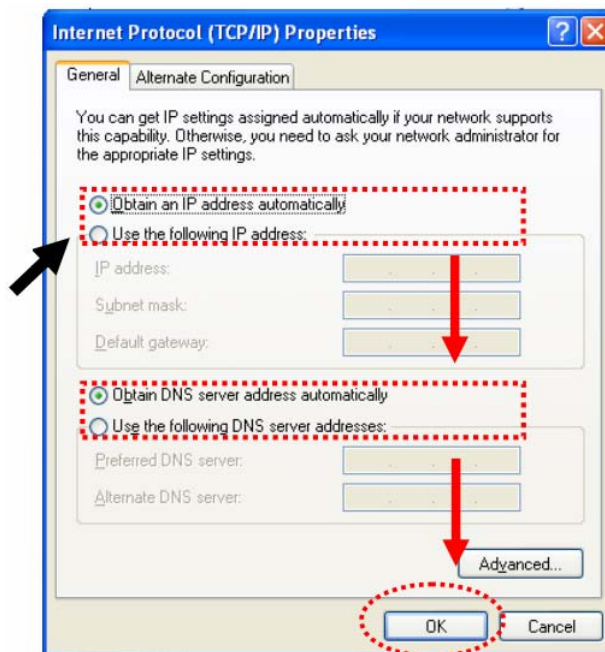 Internet Protocol (TCP/IP) Properties
General
Alternate Configuration
You can get IP settings assigned automatically if your network supports
this capability. Otherwise, you need to ask your network administrator for
the appropriate IP settings.
Obtain an IP address automatically
Use the following IP address:
IP address:
Subnet mask:
Default gateway:
Obtain DNS server address automatically
Use the following DNS server addresses:
Preferred DNS server:
Alternate DNS server:
Advanced...
OK
Cancel